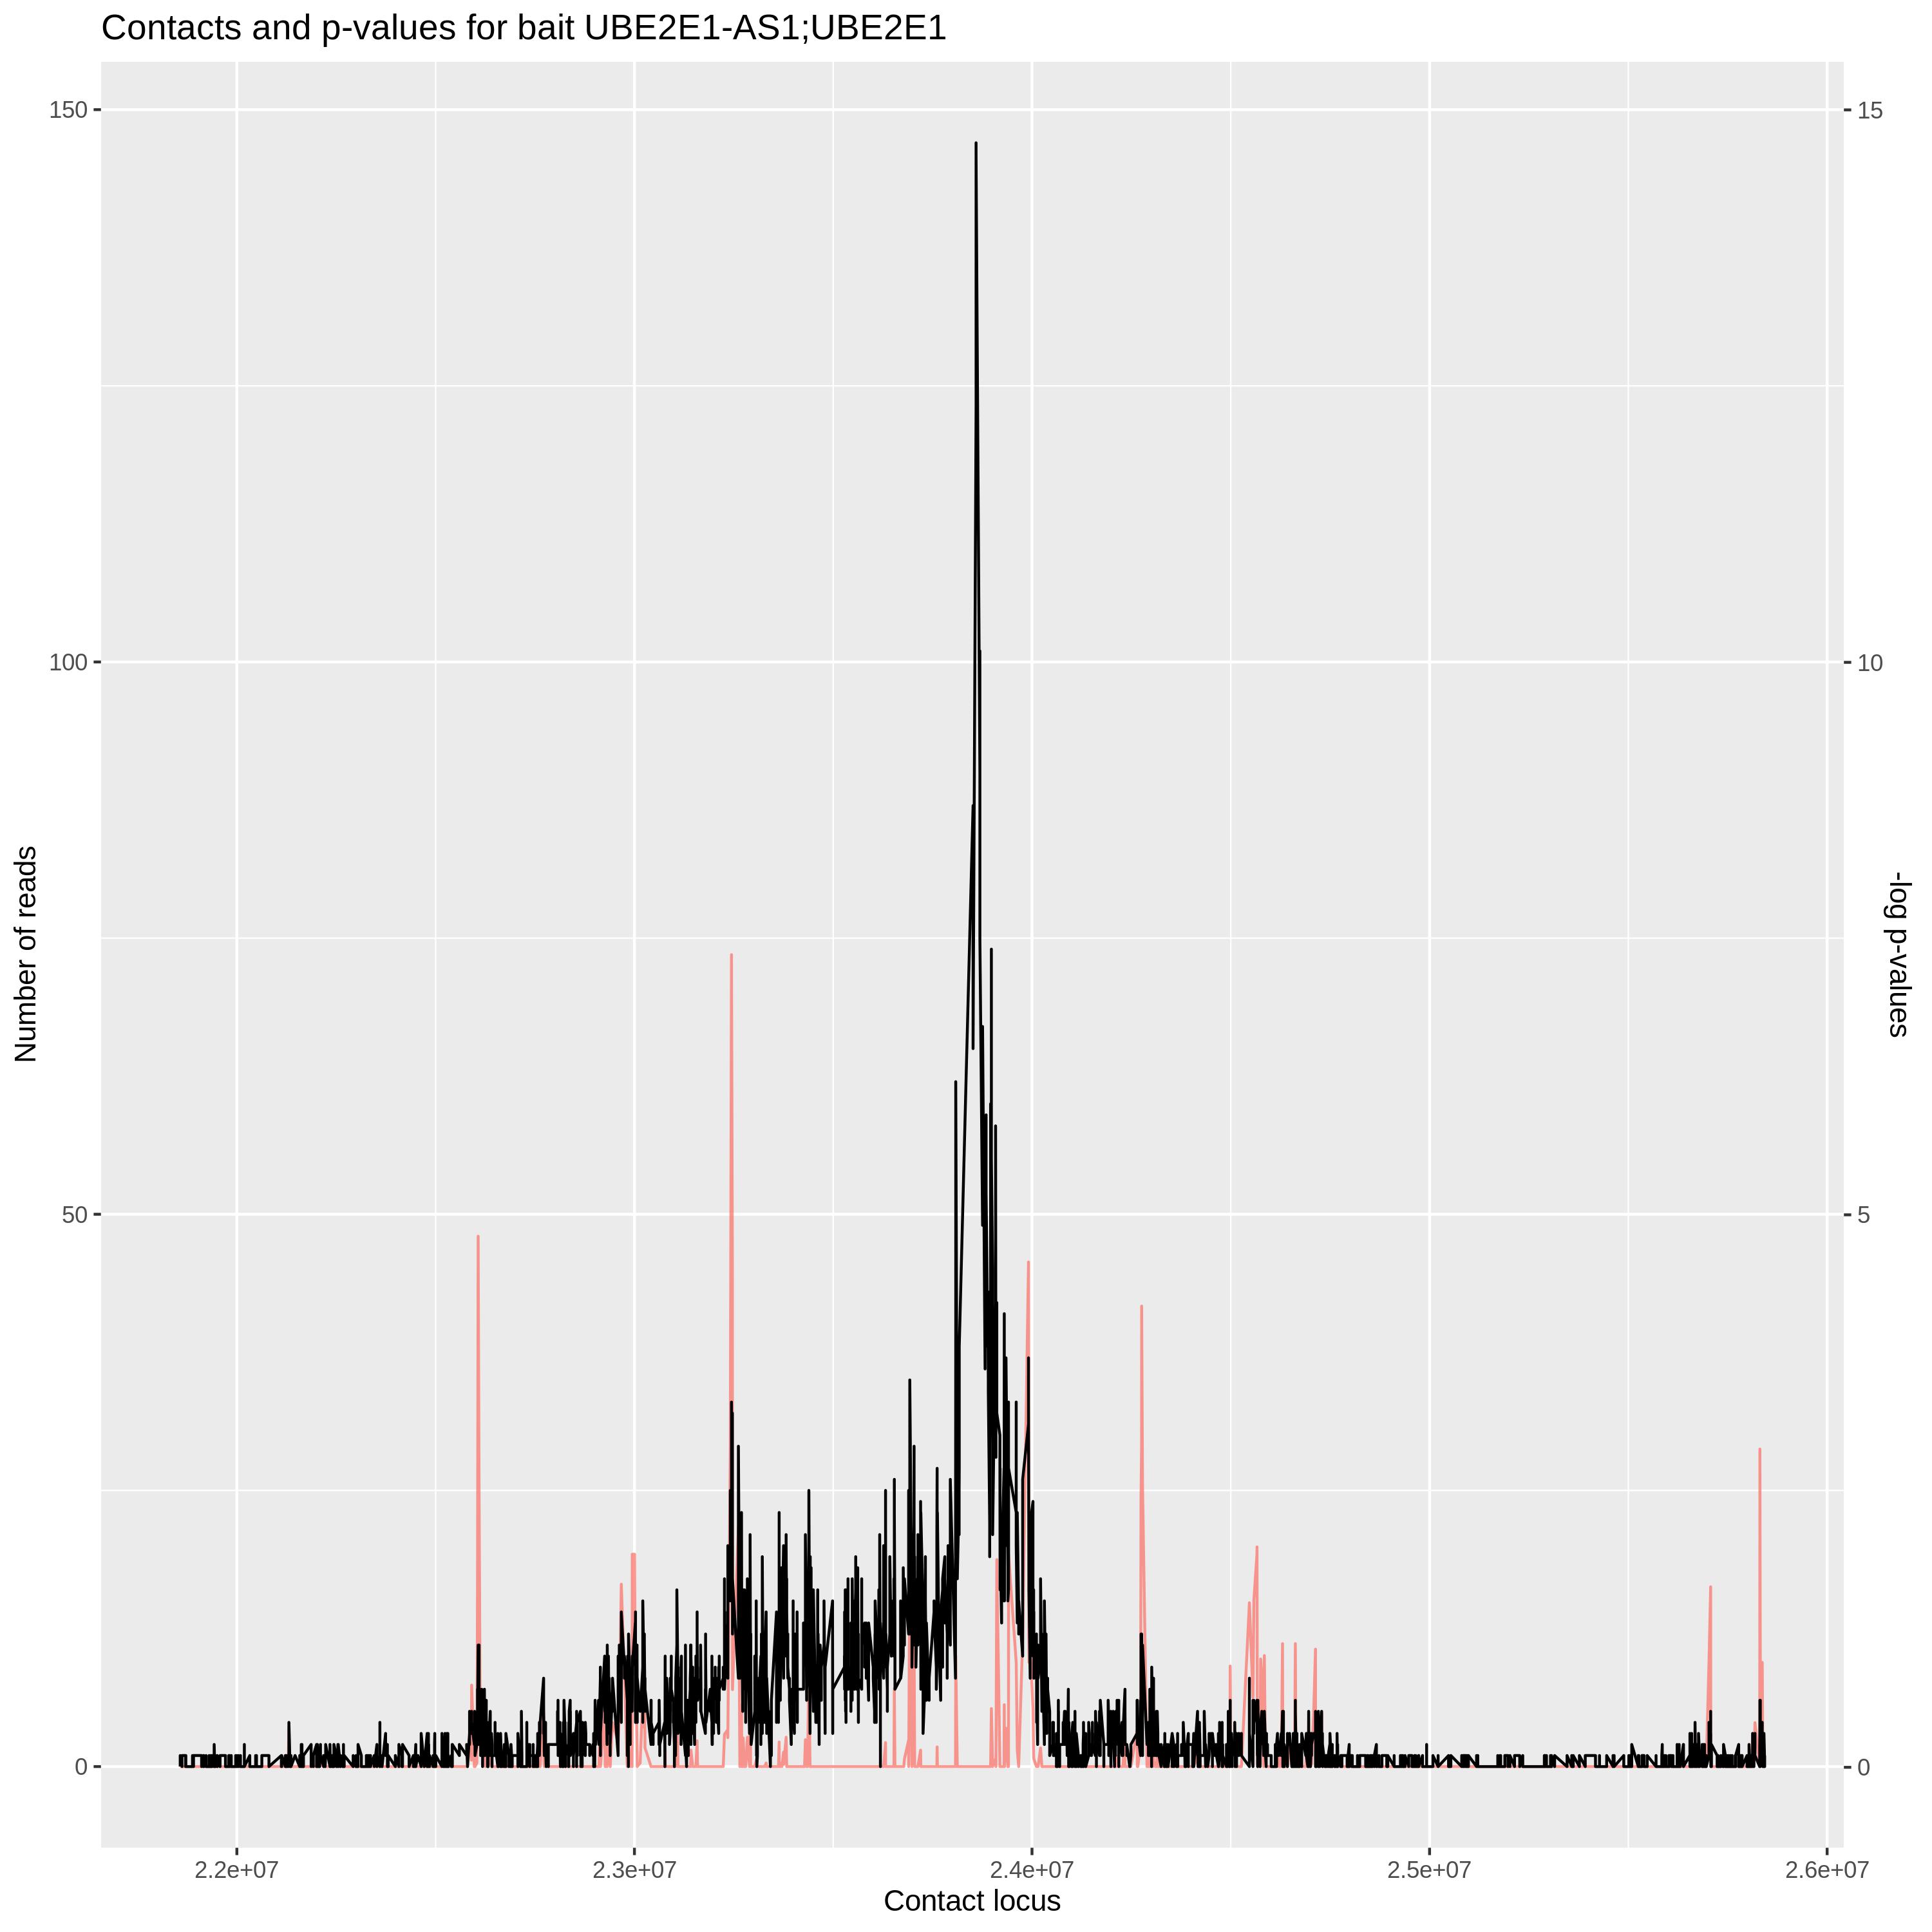 Contacts and p-values for bait UBE2E1-AS1;UBE2E1
150
100
50
0
Number of reads
15
10
5
0
-log p-values
2.2e+07
2.3e+07
2.4e+07
2.5e+07
2.6e+07
Contact locus